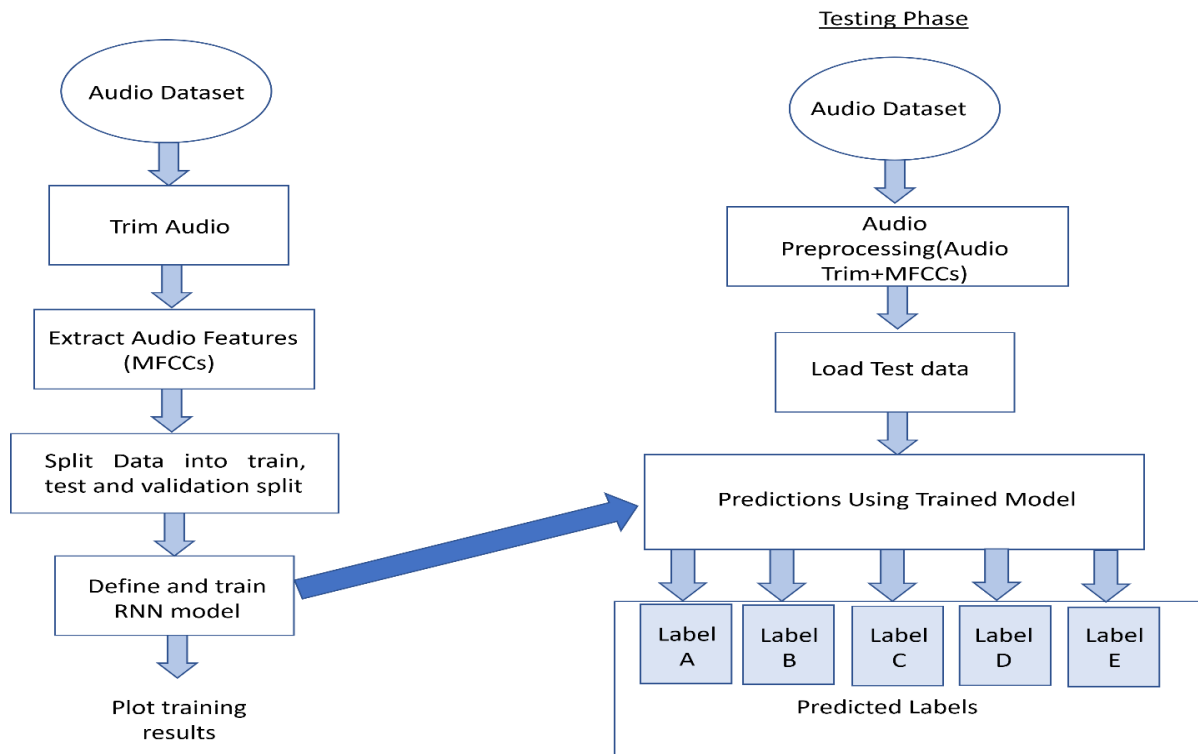 Audio Dataset
Trim Audio
Extract Audio Features
(MFCCs)
Split Data into train,
test and validation split
Define and train
RNN model
Plot training
results
Testing Phase
Audio Dataset
Audio
Preprocessing(Audio
Trim+MFCCs)
Load Test data
Predictions Using Trained Model
Label
A
Label
B
Label
C
Label
D
Label
E
Predicted Labels